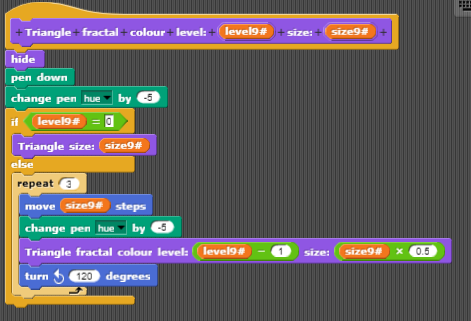 +Triangle+fractal+colour+level:+ level9# +size:+ size9# +
hide
pen down
change pen hue by -5
if level9# = 0
Triangle size: size9#
else
repeat 3
move size9# steps
change pen hue by -5
Triangle fractal colour level: level9# - 1 size: size9# × 0.5
turn ↺ 120 degrees